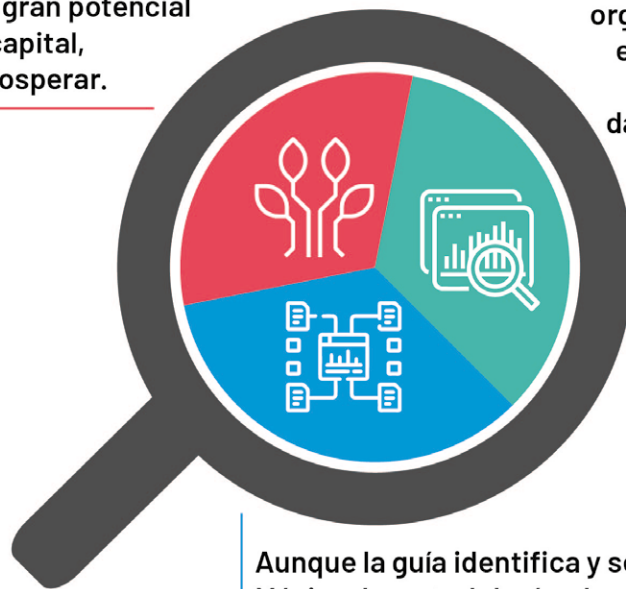 gran potencial
capital,
osperar.
org
e
da
Aunque la guía identifica y se